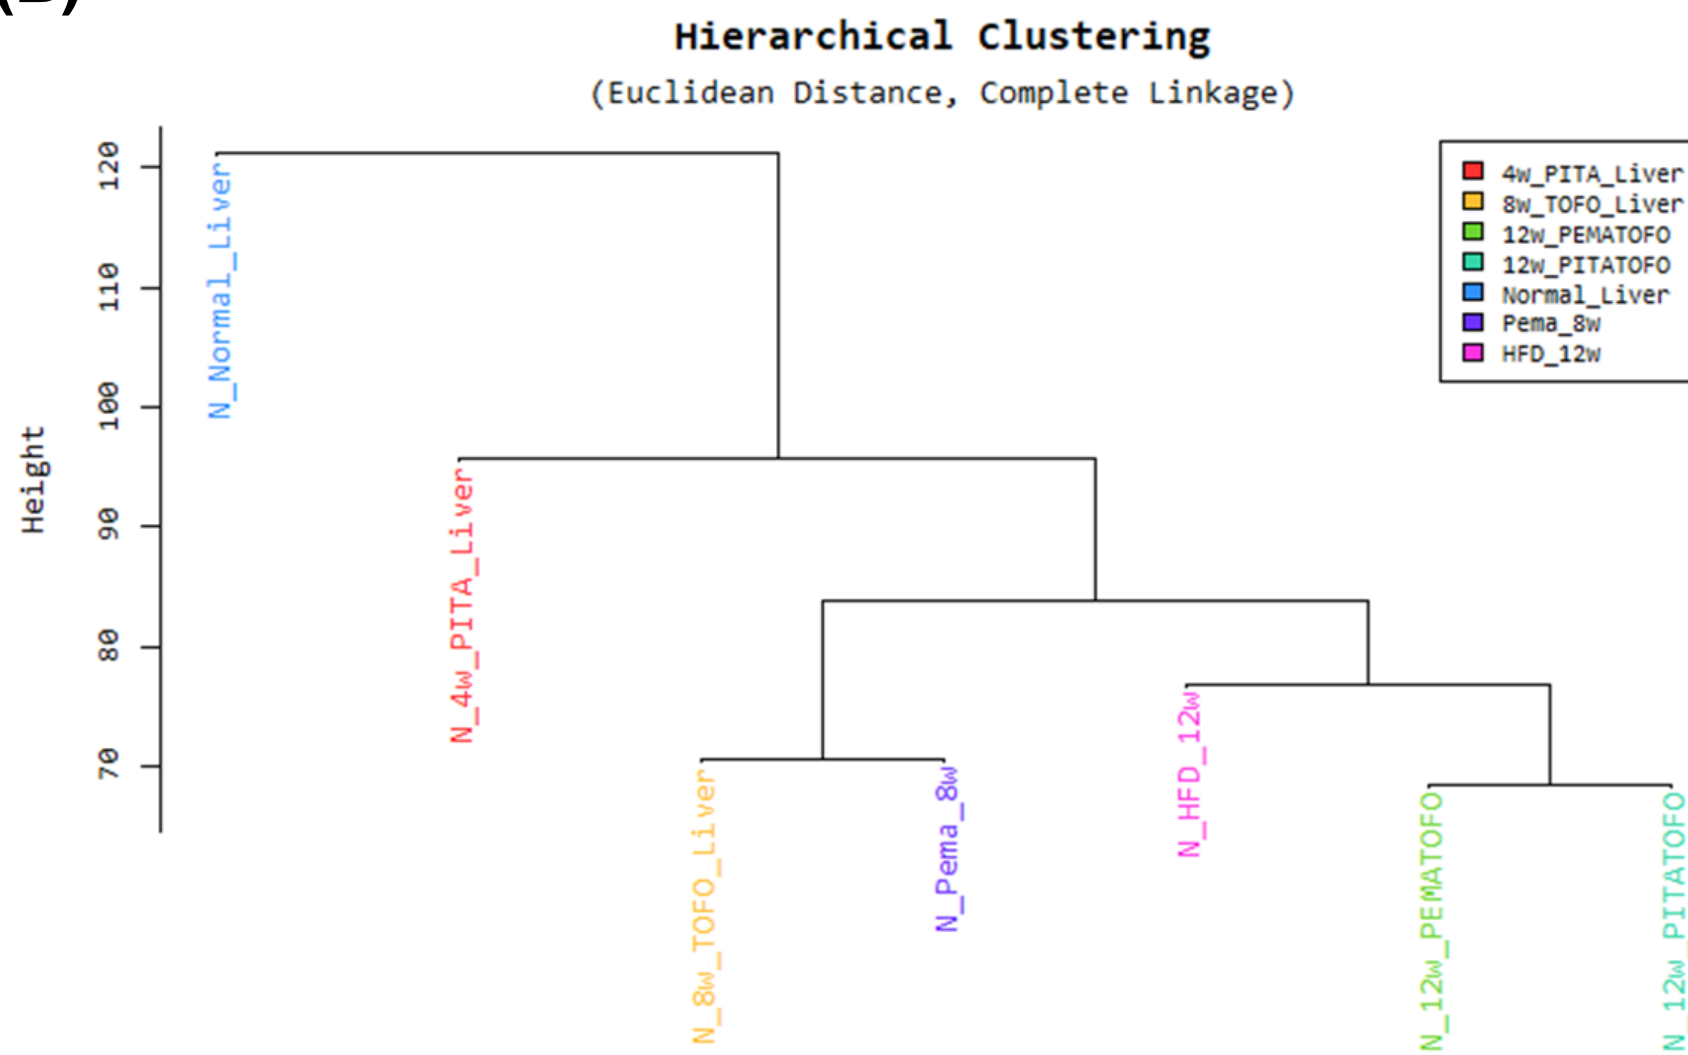 (B)
Hierarchical Clustering
(Euclidean Distance, Complete Linkage)
Height
120
110
100
90
80
70
N_Normal_Liver
N_4w_PITA_Liver
N_8w_TOFO_Liver
N_Pema_8w
N_HFD_12w
N_12w_PEMATOFO
N_12w_PITATOFO
4w_PITA_Liver
8w_TOFO_Liver
12w_PEMATOFO
12w_PITATOFO
Normal_Liver
Pema_8w
HFD_12w